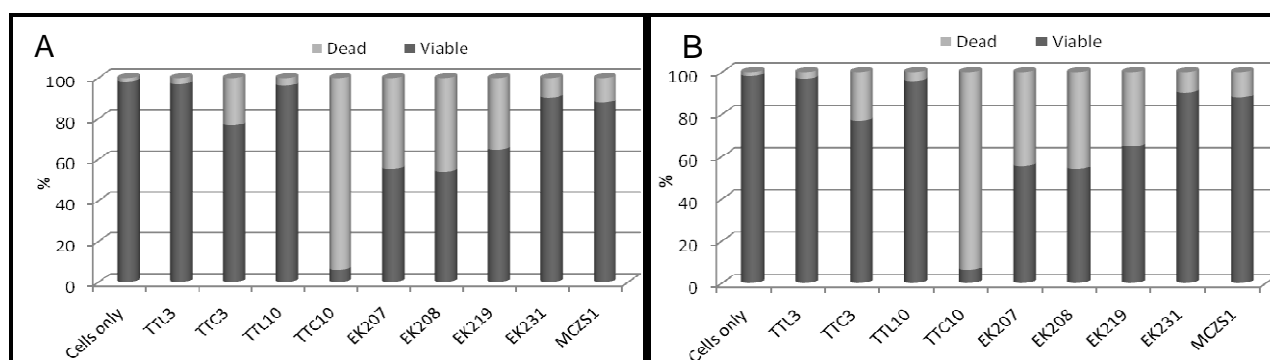 A
Dead Viable
100
80
60
40
20
0
%
Cells only TTL3 TTC3 TTL10 TTC10 EK207 EK208 EK219 EK231 MCZS1
B
Dead Viable
100
80
60
40
20
0
%
Cells only TTL3 TTC3 TTL10 TTC10 EK207 EK208 EK219 EK231 MCZS1